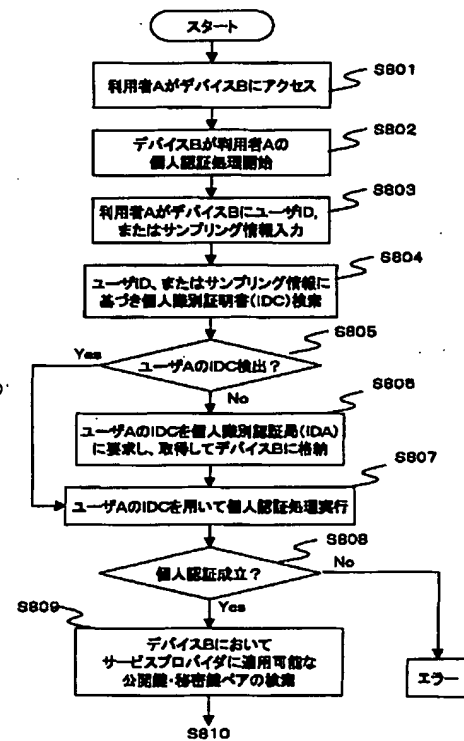 スタート
S801
利用者AがデバイスBにアクセス
S802
デバイスBが利用者Aの
個人認証処理開始
S803
利用者AがデバイスBにユーザID,
またはサンプリング情報入力
S804
ユーザID、またはサンプリング情報に
基づき個人識別証明書(IDC)検索
S805
ユーザAのIDC検出?
Yes
No
S806
ユーザAのIDCを個人識別認証局(IDA)
に要求し、取得してデバイスBに格納
S807
ユーザAのIDCを用いて個人認証処理実行
S808
個人認証成立?
No
Yes
S809
デバイスBにおいて
サービスプロバイダに適用可能な
公開鍵・秘密鍵ペアの検索
エラー
S810